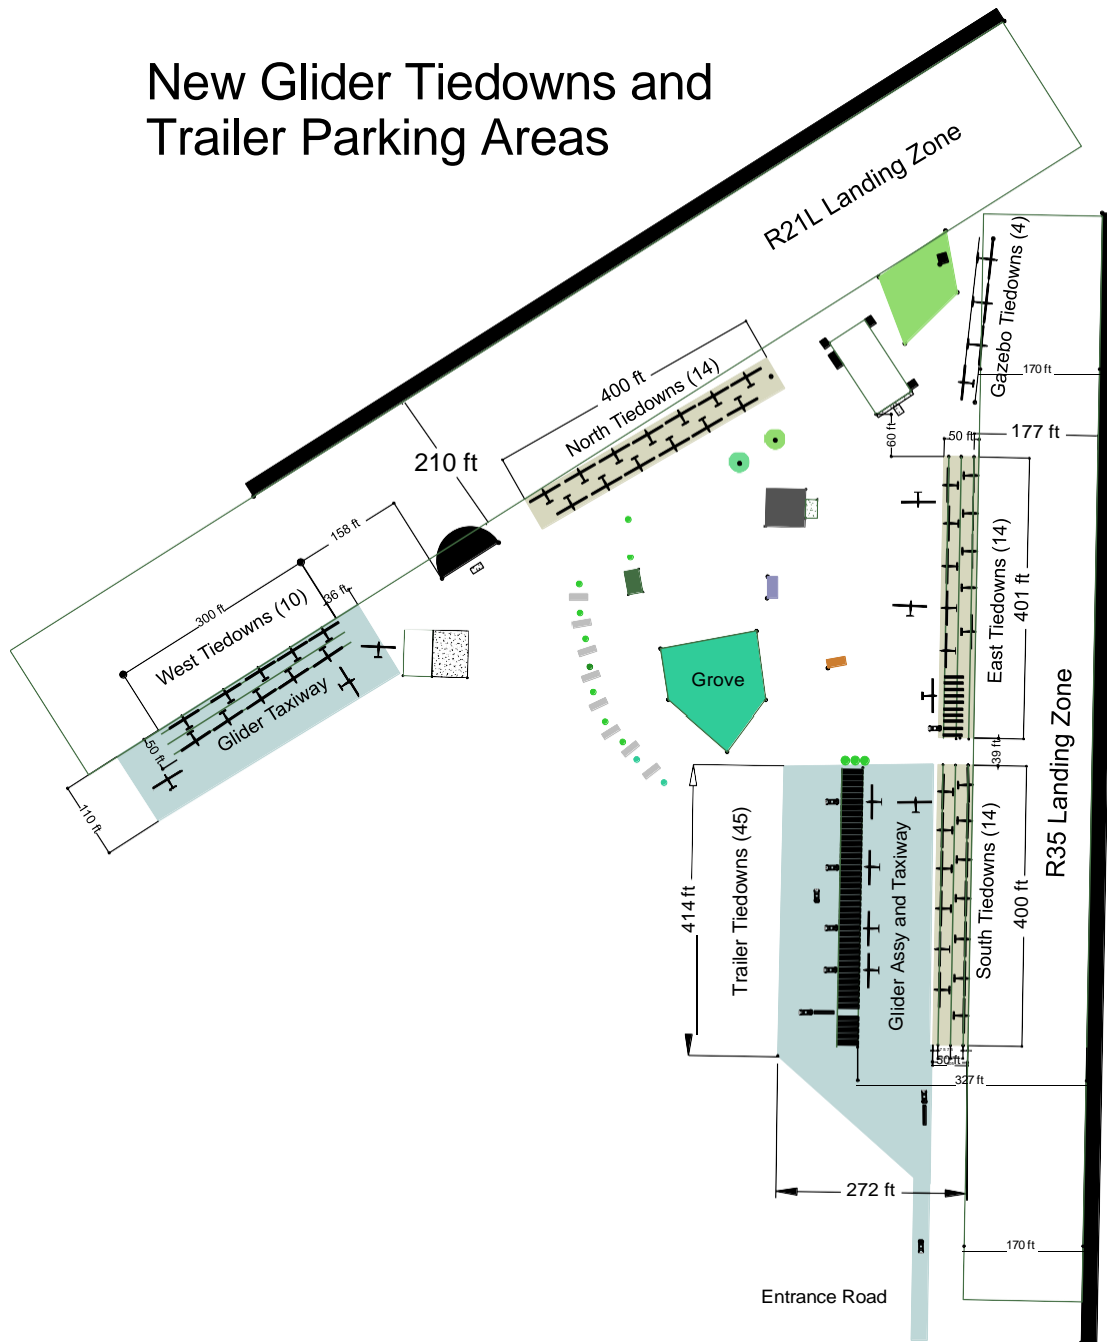 New Glider Tiedowns and
Trailer Parking Areas
R21L Landing Zone
Gazebo Tiedowns (4)
170 ft
400 ft
North Tiedowns (14)
210 ft
60 ft
50 ft
177 ft
158 ft
300 ft
36 ft
West Tiedowns (10)
Glider Taxiway
50 ft
110 ft
East Tiedowns (14)
401 ft
Grove
39 ft
R35 Landing Zone
414 ft
Trailer Tiedowns (45)
Glider Assy and Taxiway
South Tiedowns (14)
400 ft
50 ft
327 ft
272 ft
170 ft
Entrance Road